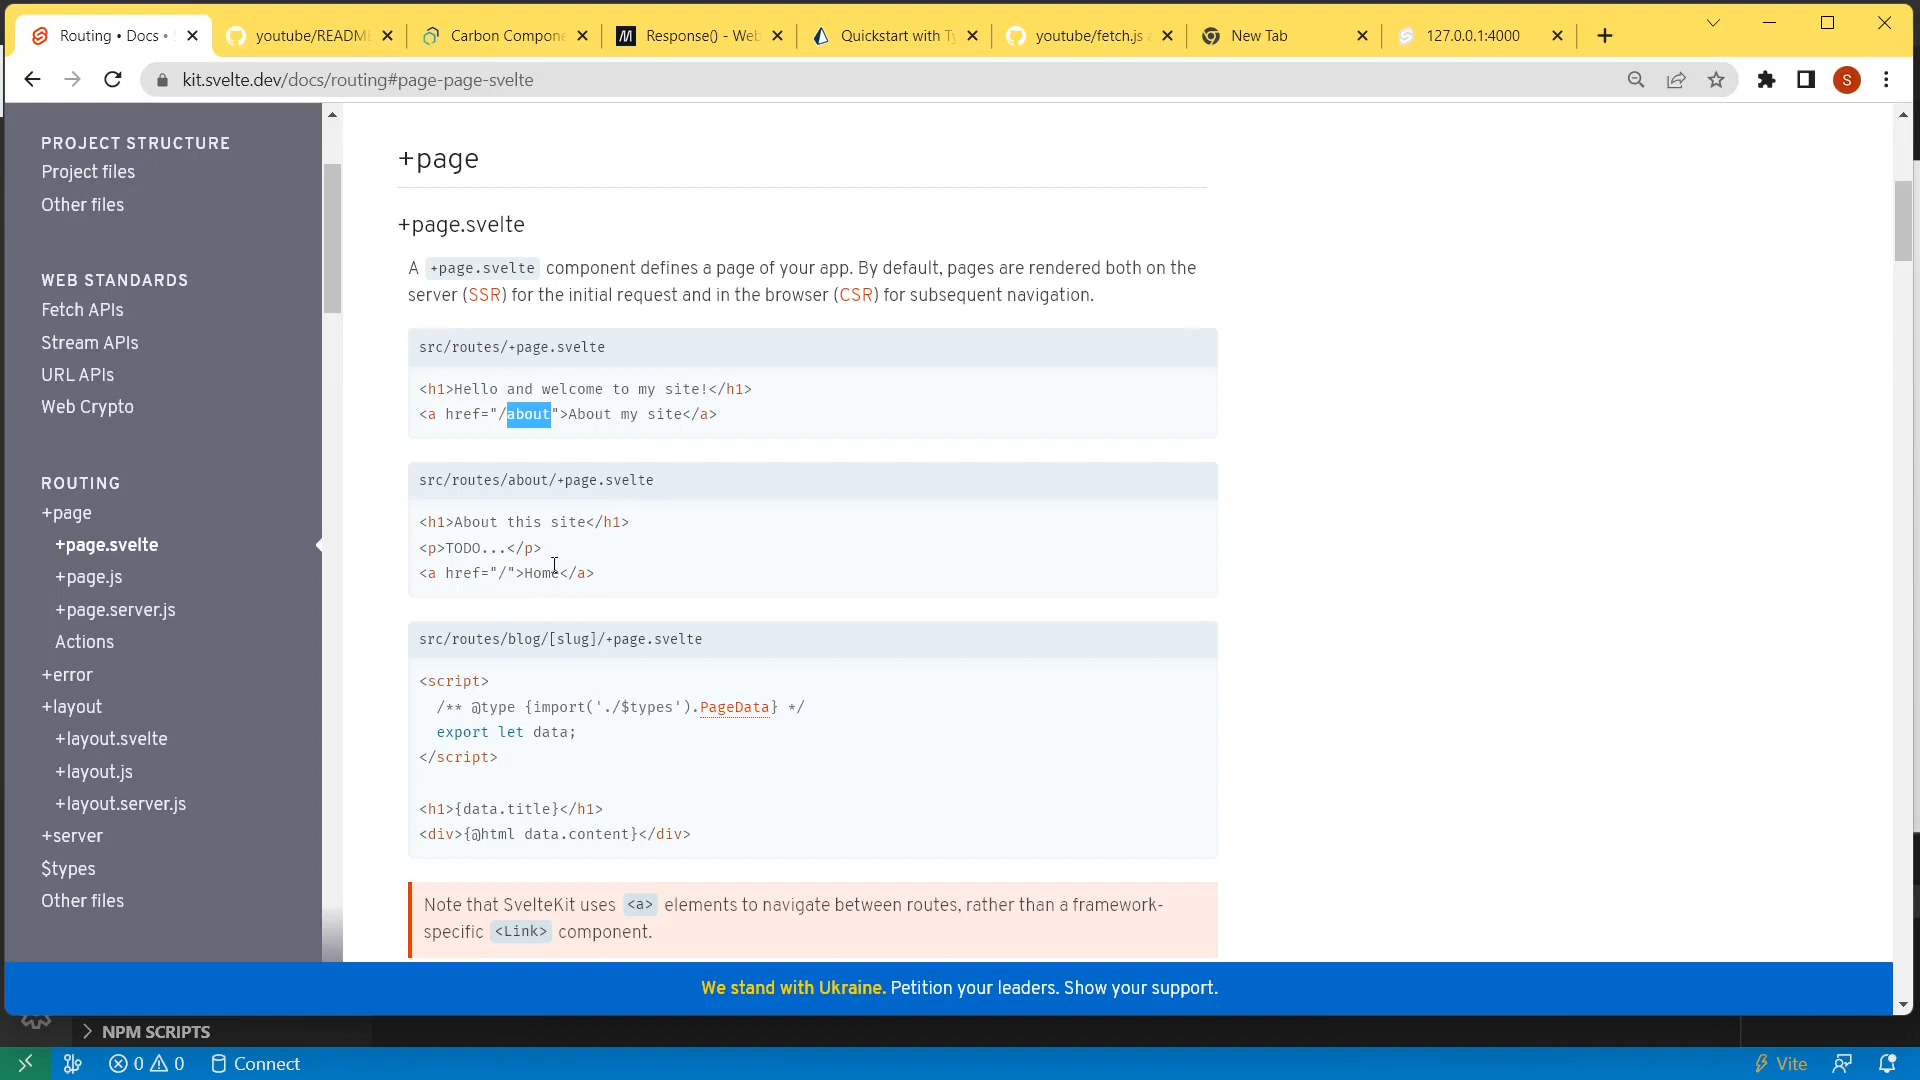 Routing • Docs •
youtube/README
Carbon Compone
Response() - Web
Quickstart with Ty
youtube/fetch.js a
New Tab
127.0.0.1:4000
kit.svelte.dev/docs/routing#page-page-svelte
S
PROJECT STRUCTURE
Project files
Other files
WEB STANDARDS
Fetch APIs
Stream APIs
URL APIs
Web Crypto
ROUTING
+page
+page.svelte
+page.js
+page.server.js
Actions
+error
+layout
+layout.svelte
+layout.js
+layout.server.js
+server
$types
Other files
+page
+page.svelte
A +page.svelte component defines a page of your app. By default, pages are rendered both on the
server (SSR) for the initial request and in the browser (CSR) for subsequent navigation.
src/routes/+page.svelte
<h1>Hello and welcome to my site!</h1>
<a href="/about">About my site</a>
src/routes/about/+page.svelte
<h1>About this site</h1>
<p>TODO...</p>
<a href="/">Home</a>
src/routes/blog/[slug]/+page.svelte
<script>
/** @type {import('./$types').PageData} */
export let data;
</script>
<h1>{data.title}</h1>
<div>{@html data.content}</div>
Note that SvelteKit uses <a> elements to navigate between routes, rather than a framework-
specific <Link> component.
We stand with Ukraine. Petition your leaders. Show your support.
NPM SCRIPTS
0 0 Connect
Vite